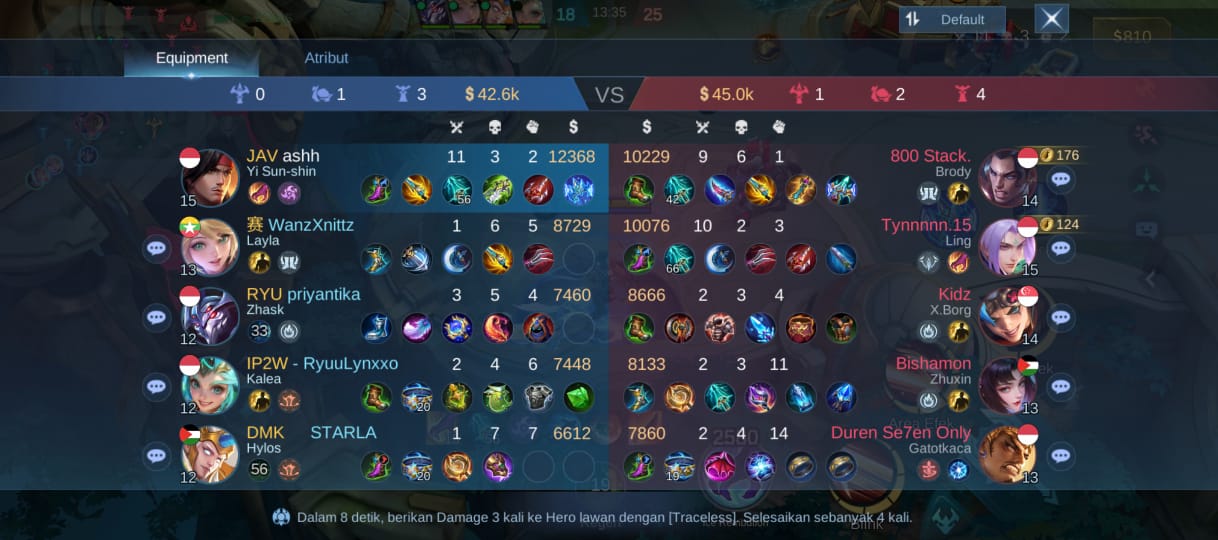 18 13:35 25
Default
$810
Equipment Atribut
0 1 3 $ 42.6k VS $ 45.0k 1 2 4
$ $
JAV ashh 11 3 2 12368 10229 9 6 1 800 Stack. 176
Yi Sun-shin Brody
15 56 42 14
赛 WanzXnittz 1 6 5 8729 10076 10 2 3 Tynnnnn.15 124
Layla Ling
13 66 15
RYU priyantika 3 5 4 7460 8666 2 3 4 Kidz
Zhask X.Borg
12 33 14
IP2W - RyuuLynxxo 2 4 6 7448 8133 2 3 11 Bishamon
Kalea Zhuxin
12 20 13
DMK STARLA 1 7 7 6612 7860 2 4 14 Duren Se7en Only
Hylos Gatotkaca
12 56 20 19 13
Dalam 8 detik, berikan Damage 3 kali ke Hero lawan dengan [Traceless]. Selesaikan sebanyak 4 kali.